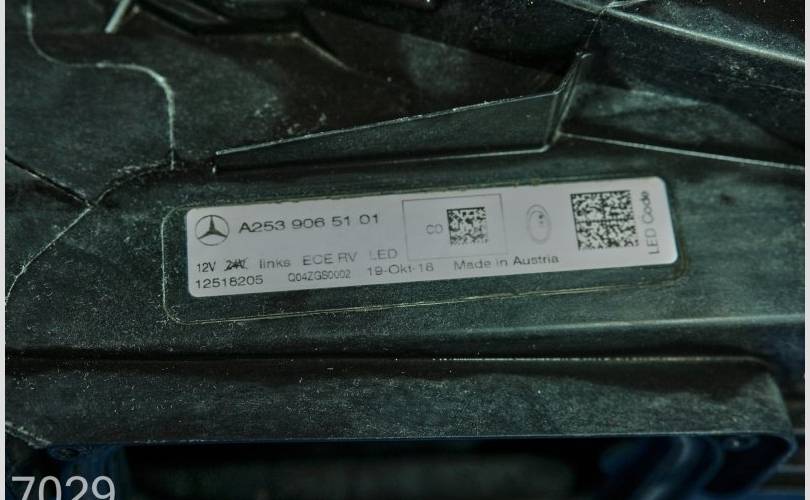 A253 906 51 01
CO
12V 24V links ECE RV LED
12518205 Q04ZGS0002 19-Okt-18 Made in Austria
LED Code
7029